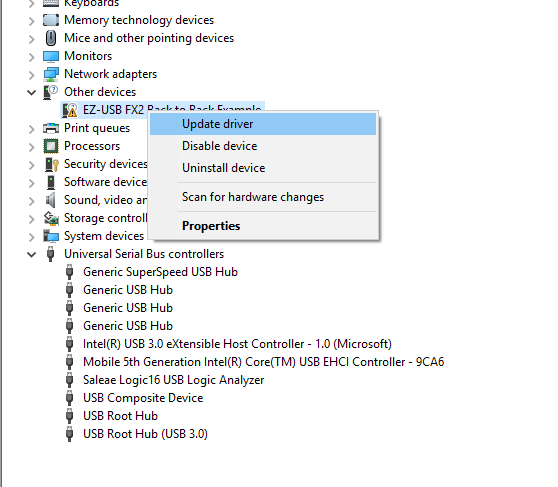 Keyboards
Memory technology devices
Mice and other pointing devices
Monitors
Network adapters
Other devices
EZ-USB FX2 Back to Back Example
Update driver
Disable device
Uninstall device
Scan for hardware changes
Properties
Print queues
Processors
Security devices
Software device
Sound, video an
Storage controll
System devices
Universal Serial Bus controllers
Generic SuperSpeed USB Hub
Generic USB Hub
Generic USB Hub
Generic USB Hub
Intel(R) USB 3.0 eXtensible Host Controller - 1.0 (Microsoft)
Mobile 5th Generation Intel(R) Core(TM) USB EHCI Controller - 9CA6
Saleae Logic16 USB Logic Analyzer
USB Composite Device
USB Root Hub
USB Root Hub (USB 3.0)